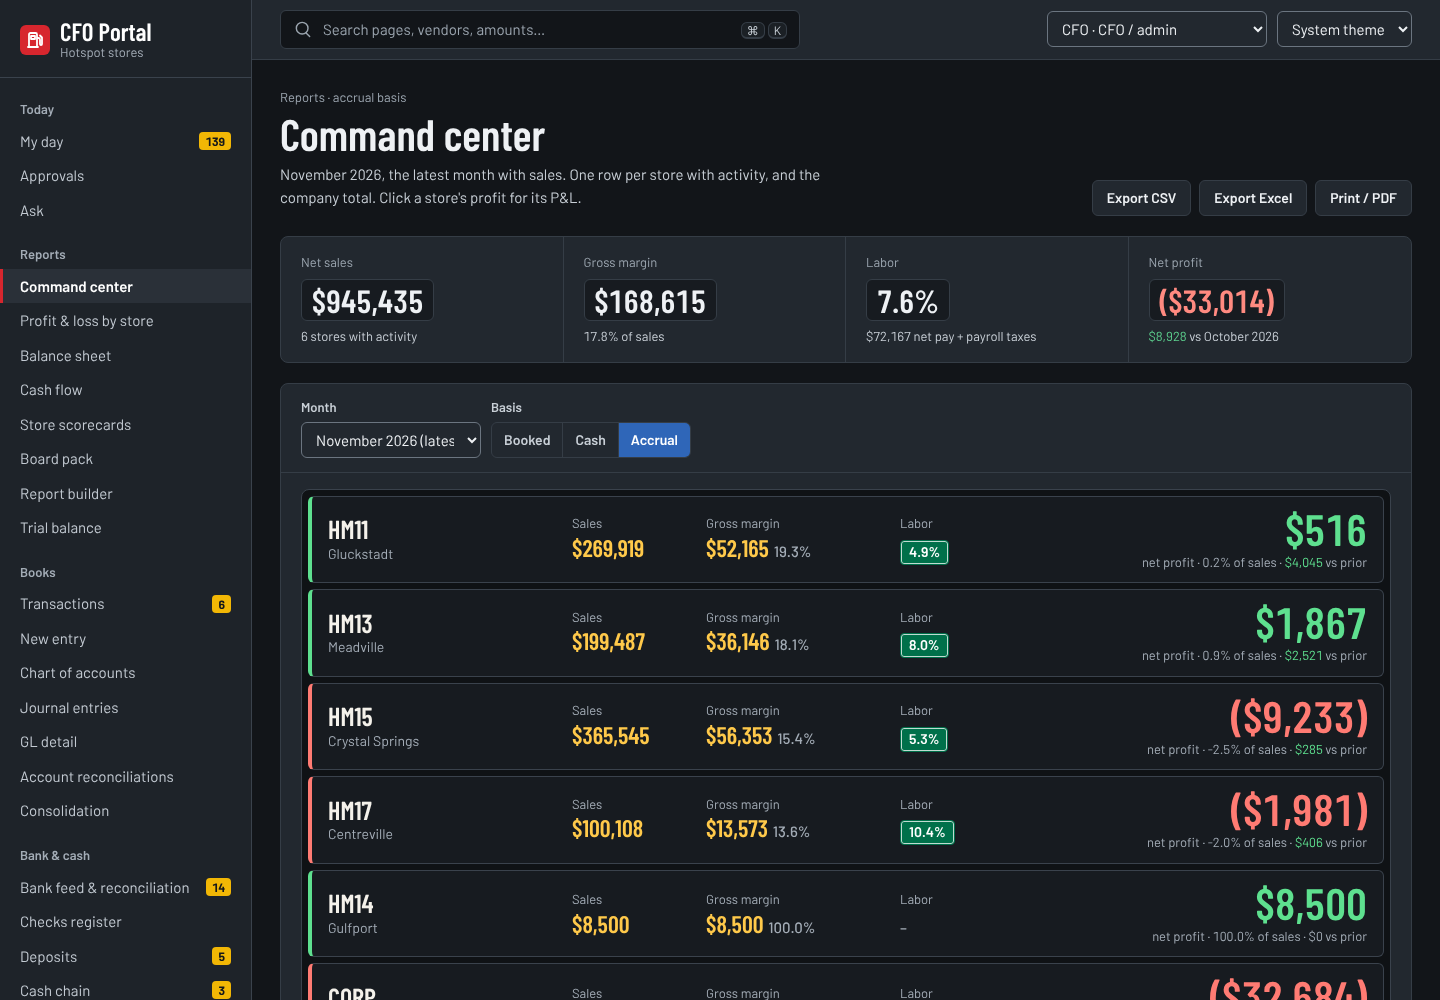 CFO Portal
Hotspot stores
Search pages, vendors, amounts...
⌘ K
CFO · CFO / admin
System theme
Today
My day 139
Approvals
Ask
Reports
Command center
Profit & loss by store
Balance sheet
Cash flow
Store scorecards
Board pack
Report builder
Trial balance
Books
Transactions 6
New entry
Chart of accounts
Journal entries
GL detail
Account reconciliations
Consolidation
Bank & cash
Bank feed & reconciliation 14
Checks register
Deposits 5
Cash chain 3
Reports · accrual basis
Command center
November 2026, the latest month with sales. One row per store with activity, and the
company total. Click a store's profit for its P&L.
Export CSV
Export Excel
Print / PDF
Net sales
$945,435
6 stores with activity
Gross margin
$168,615
17.8% of sales
Labor
7.6%
$72,167 net pay + payroll taxes
Net profit
($33,014)
$8,928 vs October 2026
Month
November 2026 (lates
Basis
Booked
Cash
Accrual
HM11
Gluckstadt
Sales
$269,919
Gross margin
$52,165 19.3%
Labor
4.9%
$516
net profit · 0.2% of sales · $4,045 vs prior
HM13
Meadville
Sales
$199,487
Gross margin
$36,146 18.1%
Labor
8.0%
$1,867
net profit · 0.9% of sales · $2,521 vs prior
HM15
Crystal Springs
Sales
$365,545
Gross margin
$56,353 15.4%
Labor
5.3%
($9,233)
net profit · -2.5% of sales · $285 vs prior
HM17
Centreville
Sales
$100,108
Gross margin
$13,573 13.6%
Labor
10.4%
($1,981)
net profit · -2.0% of sales · $406 vs prior
HM14
Gulfport
Sales
$8,500
Gross margin
$8,500 100.0%
Labor
–
$8,500
net profit · 100.0% of sales · $0 vs prior
CORP
Sales
Gross margin
Labor
($32,684)